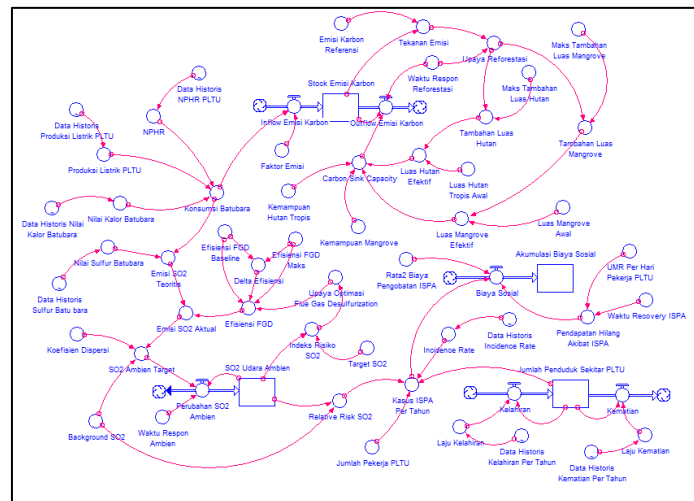 Emisi Karbon
Referensi
Tekanan Emisi
Maks Tambahan
Luas Mangrove
Upaya Reforestasi
Data Historis
NPHR PLTU
Stock Emisi Karbon
Waktu Respon
Reforestasi
Maks Tambahan
Luas Hutan
Data Historis
Produksi Listrik PLTU
NPHR
Inflow Emisi Karbon
Outflow Emisi Karbon
Tambahan Luas
Hutan
Tambahan Luas
Mangrove
Produksi Listrik PLTU
Faktor Emisi
Carbon Sink Capacity
Luas Hutan
Efektif
Luas Hutan
Tropis Awal
Konsumsi Batubara
Kemampuan
Hutan Tropis
Data Historis Nilai
Kalor Batubara
Nilai Kalor Batubara
Kemampuan Mangrove
Luas Mangrove
Efektif
Luas Mangrove
Awal
Nilai Sulfur Batubara
Emisi SO2
Teoritis
Efisiensi FGD
Baseline
Efisiensi FGD
Maks
Delta Efisiensi
Rata2 Biaya
Pengobatan ISPA
Akumulasi Biaya Sosial
Biaya Sosial
UMR Per Hari
Pekerja PLTU
Data Historis
Sulfur Batu bara
Upaya Optimasi
Flue Gas Desulfurization
Emisi SO2 Aktual
Efisiensi FGD
Indeks Risiko
SO2
Target SO2
Incidence Rate
Data Historis
Incidence Rate
Pendapatan Hilang
Akibat ISPA
Waktu Recovery ISPA
Koefisien Dispersi
SO2 Ambien Target
SO2 Udara Ambien
Jumlah Penduduk Sekitar PLTU
Perubahan SO2
Ambien
Relative Risk SO2
Kasus ISPA
Per Tahun
Kelahiran
Kematian
Background SO2
Waktu Respon
Ambien
Jumlah Pekerja PLTU
Laju Kelahiran
Data Historis
Kelahiran Per Tahun
Data Historis
Kematian Per Tahun
Laju Kematian